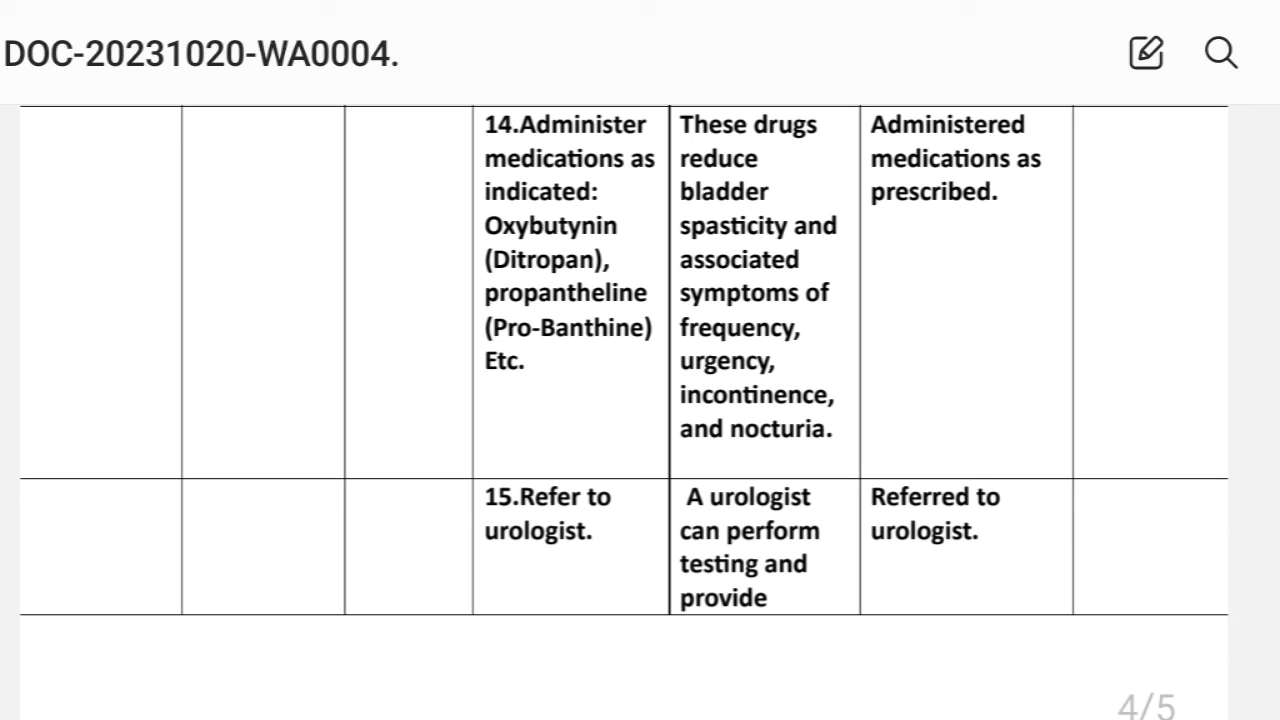 DOC-20231020-WA0004.
14.Administer
medications as
indicated:
Oxybutynin
(Ditropan),
propantheline
(Pro-Banthine)
Etc.
These drugs
reduce
bladder
spasticity and
associated
symptoms of
frequency,
urgency,
incontinence,
and nocturia.
Administered
medications as
prescribed.
15.Refer to
urologist.
A urologist
can perform
testing and
provide
Referred to
urologist.
4/5